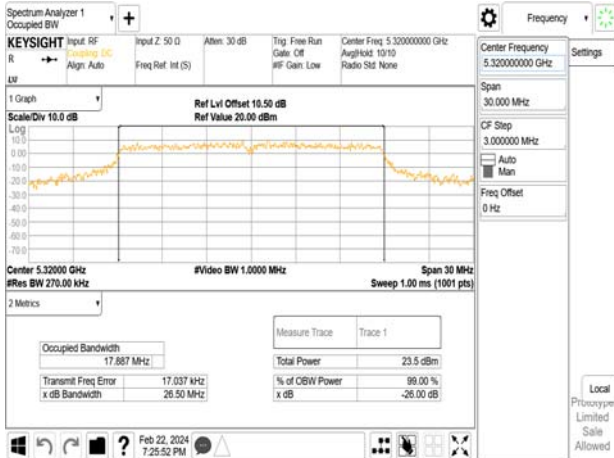 Spectrum Analyzer 1
Occupied BW
+
Frequency
KEYSIGHT
R
LXI
Input: RF
Coupling: DC
Align: Auto
Input Z: 50 Ω
Freq Ref: Int (S)
Atten: 30 dB
Trig: Free Run
Gate: Off
#IF Gain: Low
Center Freq: 5.320000000 GHz
Avg|Hold: 10/10
Radio Std: None
Center Frequency
5.320000000 GHz
Settings
Span
30.000 MHz
CF Step
3.000000 MHz
Auto
Man
Freq Offset
0 Hz
1 Graph
Scale/Div 10.0 dB
Ref Lvl Offset 10.50 dB
Ref Value 20.00 dBm
Log
10.0
0.00
-10.0
-20.0
-30.0
-40.0
-50.0
-60.0
-70.0
Center 5.32000 GHz
#Res BW 270.00 kHz
#Video BW 1.0000 MHz
Span 30 MHz
Sweep 1.00 ms (1001 pts)
2 Metrics
Measure Trace Trace 1
Occupied Bandwidth
17.887 MHz
Total Power 23.5 dBm
Transmit Freq Error 17.037 kHz
% of OBW Power 99.00 %
x dB Bandwidth 26.50 MHz
x dB -26.00 dB
Local
Prototype
Limited
Sale
Allowed
?
Feb 22, 2024
7:25:52 PM